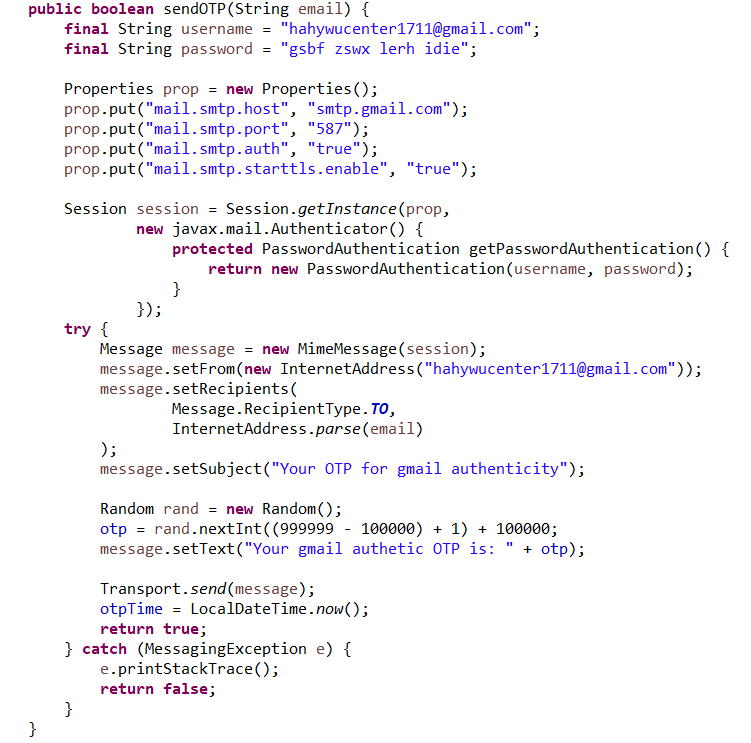 public boolean sendOTP(String email) {
    final String username = "hahywucenter1711@gmail.com";
    final String password = "gsbf zswx lerh idie";

    Properties prop = new Properties();
    prop.put("mail.smtp.host", "smtp.gmail.com");
    prop.put("mail.smtp.port", "587");
    prop.put("mail.smtp.auth", "true");
    prop.put("mail.smtp.starttls.enable", "true");

    Session session = Session.getInstance(prop,
            new javax.mail.Authenticator() {
                protected PasswordAuthentication getPasswordAuthentication() {
                    return new PasswordAuthentication(username, password);
                }
            });
    try {
        Message message = new MimeMessage(session);
        message.setFrom(new InternetAddress("hahywucenter1711@gmail.com"));
        message.setRecipients(
                Message.RecipientType.TO,
                InternetAddress.parse(email)
        );
        message.setSubject("Your OTP for gmail authenticity");

        Random rand = new Random();
        otp = rand.nextInt((999999 - 100000) + 1) + 100000;
        message.setText("Your gmail authetic OTP is: " + otp);

        Transport.send(message);
        otpTime = LocalDateTime.now();
        return true;
    } catch (MessagingException e) {
        e.printStackTrace();
        return false;
    }
}